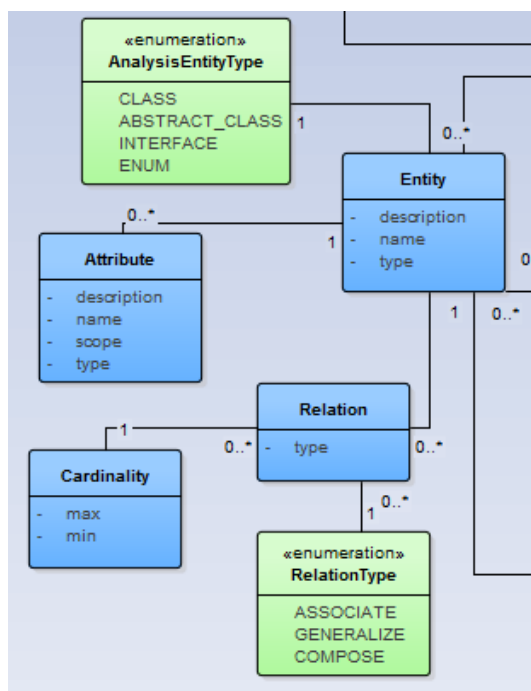 «enumeration»
AnalysisEntityType
CLASS
ABSTRACT_CLASS
INTERFACE
ENUM
1
0..*
Entity
- description
- name
- type
0..*
1
Attribute
- description
- name
- scope
- type
0
1
0..*
Relation
- type
1
0..*
0..*
Cardinality
- max
- min
1
0..*
«enumeration»
RelationType
ASSOCIATE
GENERALIZE
COMPOSE